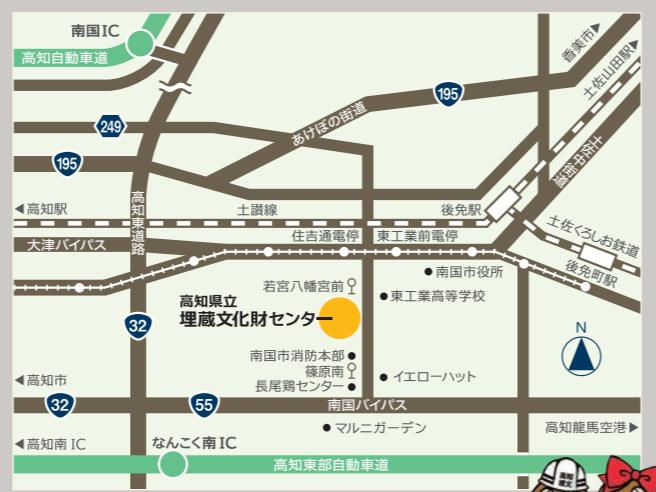 南国IC
高知自動車道
香美市▶
土佐山田駅▶
195
249
あけぼの街道
195
土佐中街道
高知東道路
◀高知駅
土讃線
後免駅
大津バイパス
住吉通電停
東工業前電停
土佐くろしお鉄道
後免町駅
南国市役所
若宮八幡宮前
東工業高等学校
高知県立
埋蔵文化財センター
32
N
南国市消防本部
篠原南
イエローハット
長尾鶏センター
◀高知市
32
55
南国バイパス
マルニガーデン
高知龍馬空港▶
◀高知南IC
なんこく南IC
高知東部自動車道
高知
埋文